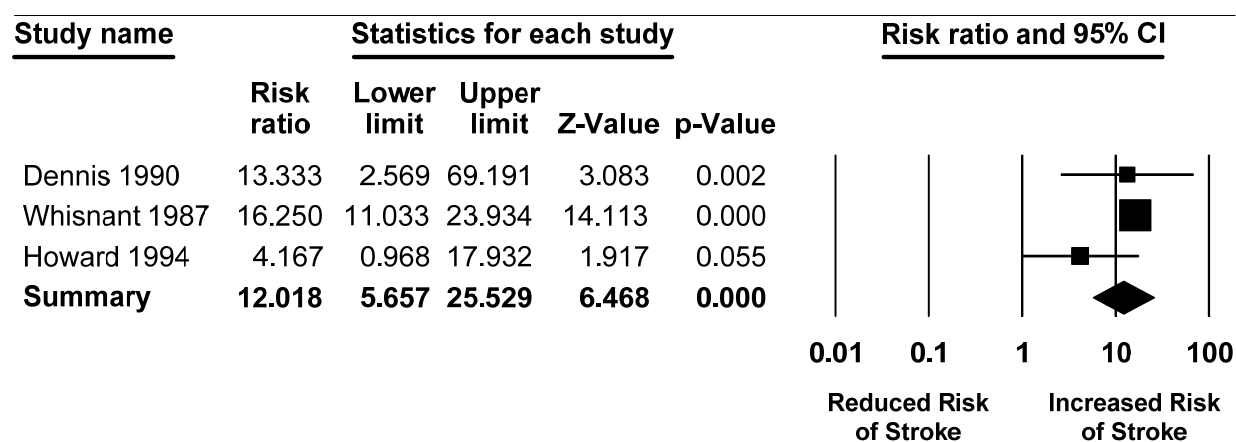 Study name Statistics for each study Risk ratio and 95% CI
Risk Lower Upper
ratio limit limit Z-Value p-Value
Dennis 1990 13.333 2.569 69.191 3.083 0.002
Whisnant 1987 16.250 11.033 23.934 14.113 0.000
Howard 1994 4.167 0.968 17.932 1.917 0.055
Summary 12.018 5.657 25.529 6.468 0.000
0.01 0.1 1 10 100
Reduced Risk Increased Risk
of Stroke of Stroke